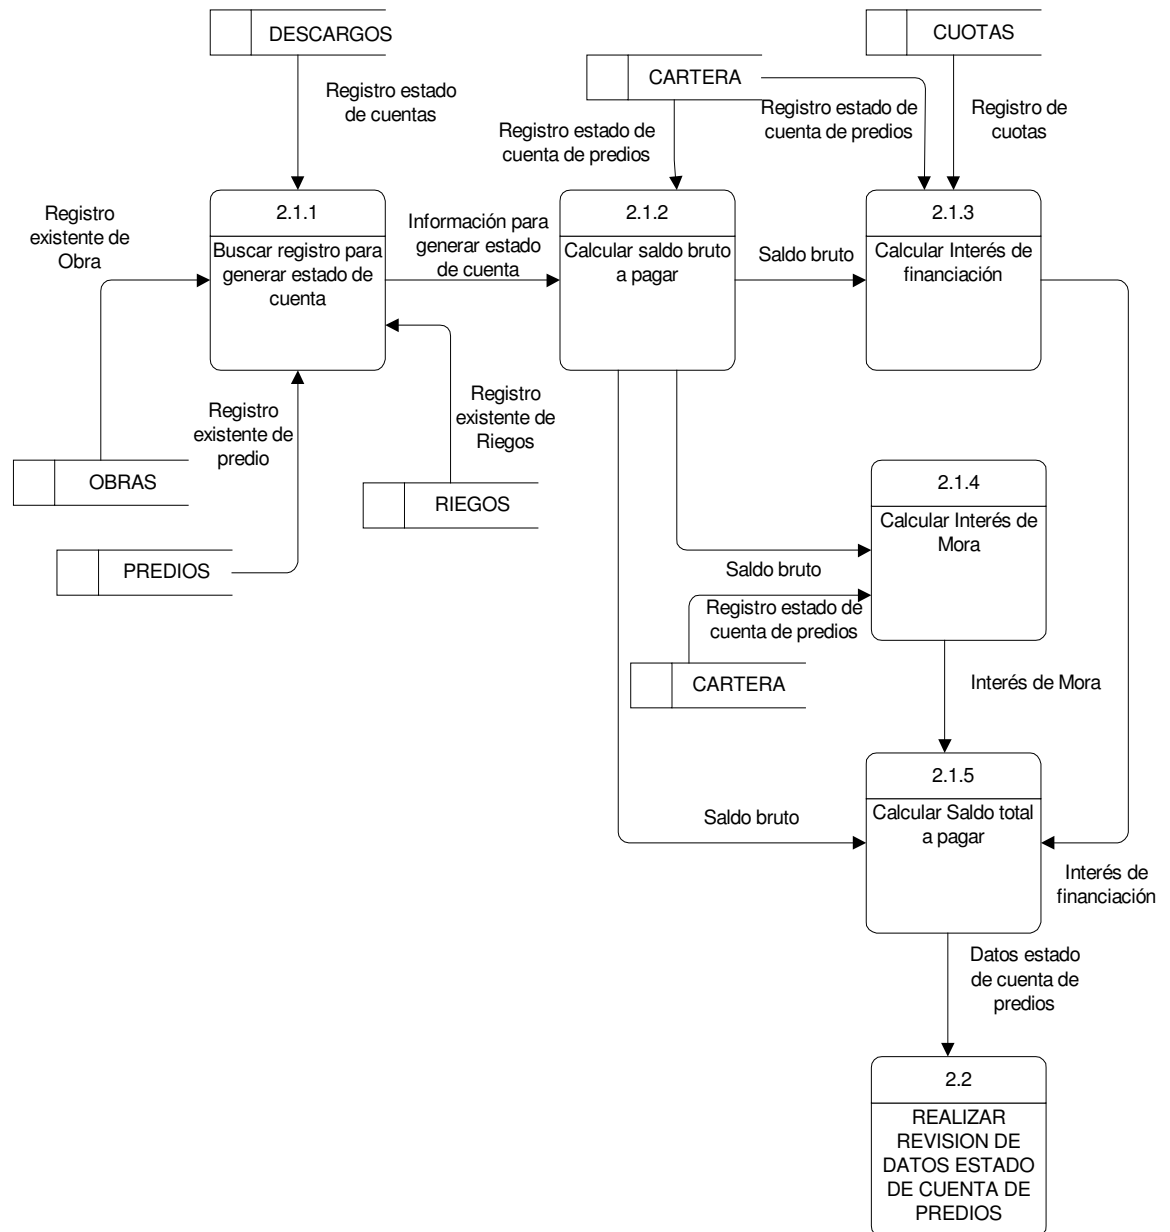 DESCARGOS
CUOTAS
CARTERA
Registro estado
de cuentas
Registro estado de
cuenta de predios
Registro estado de
cuenta de predios
Registro de
cuotas
Registro
existente de
Obra
2.1.1
Buscar registro para
generar estado de
cuenta
Información para
generar estado
de cuenta
2.1.2
Calcular saldo bruto
a pagar
Saldo bruto
2.1.3
Calcular Interés de
financiación
Registro
existente de
predio
Registro
existente de
Riegos
OBRAS
RIEGOS
PREDIOS
2.1.4
Calcular Interés de
Mora
Saldo bruto
Registro estado de
cuenta de predios
CARTERA
Interés de Mora
2.1.5
Calcular Saldo total
a pagar
Saldo bruto
Interés de
financiación
Datos estado
de cuenta de
predios
2.2
REALIZAR
REVISION DE
DATOS ESTADO
DE CUENTA DE
PREDIOS